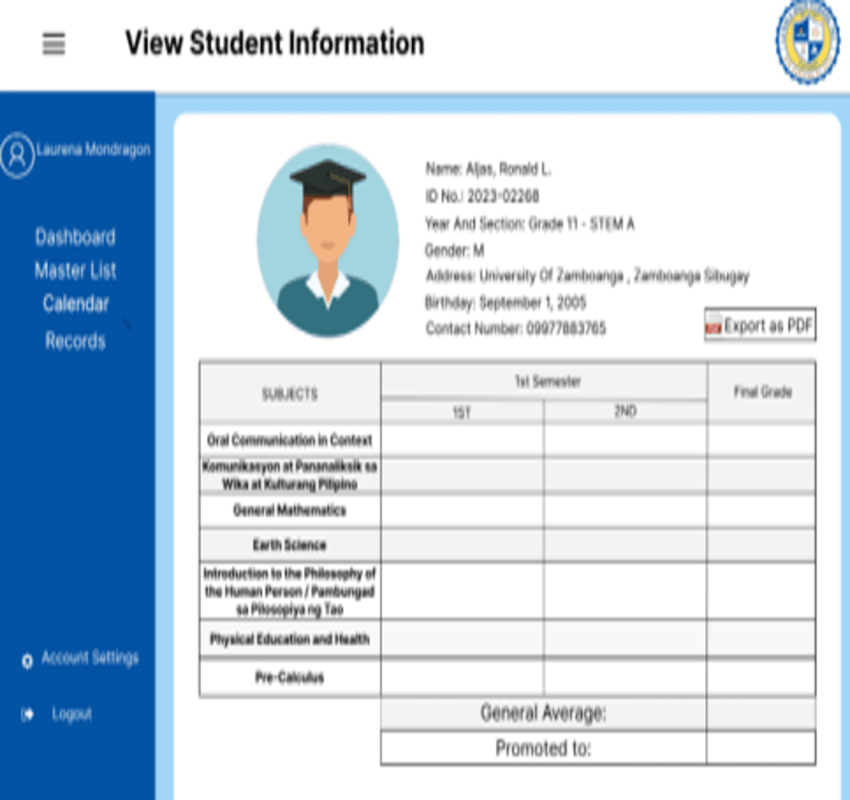 View Student Information
Laurena Mondragon
Dashboard
Master List
Calendar
Records
Account Settings
Logout
Name: Aljas, Ronald L.
ID No.: 2023-02268
Year And Section: Grade 11 - STEM A
Gender: M
Address: University Of Zamboanga , Zamboanga Sibugay
Birthday: September 1, 2005
Contact Number: 09977883765
Export as PDF
SUBJECTS
1st Semester
Final Grade
1ST
2ND
Oral Communication in Context
Komunikasyon at Pananaliksik sa
Wika at Kulturang Pilipino
General Mathematics
Earth Science
Introduction to the Philosophy of
the Human Person / Pambungad
sa Pilosopiya ng Tao
Physical Education and Health
Pre-Calculus
General Average:
Promoted to: